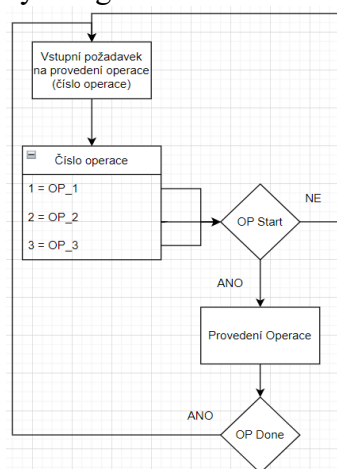 Vstupní požadavek
na provedení operace
(číslo operace)
Číslo operace
1 = OP_1
2 = OP_2
3 = OP_3
OP Start
NE
ANO
Provedení Operace
ANO
OP Done